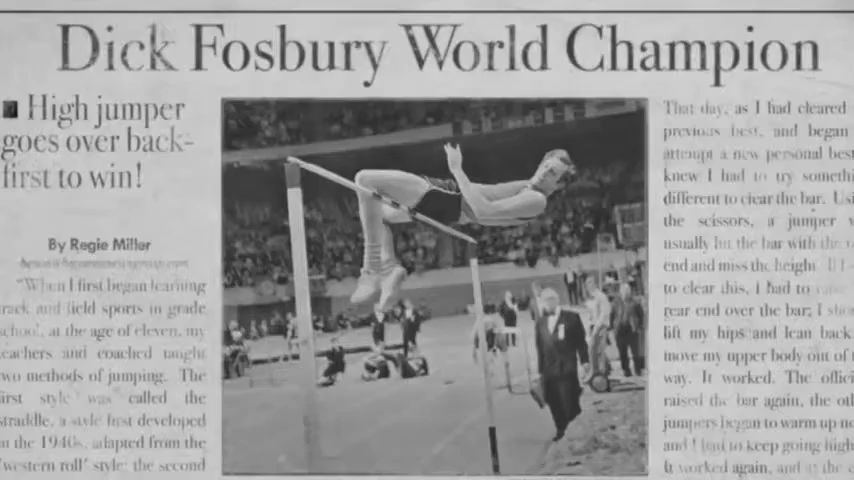 Dick Fosbury World Champion
■ High jumper
goes over back-
first to win!
By Regie Miller
"When I first began learning
track and field sports in grade
school, at the age of eleven, my
teachers and coached taught
two methods of jumping. The
first style was called the
straddle, a style first developed
in the 1940s, adapted from the
"western roll" style; the second
That day, as I had cleared
previous best, and began
attempt a new personal best
knew I had to try somethi
different to clear the bar. Usi
the scissors, a jumper
usually hit the bar with the
end and miss the height.
to clear this, I had to
rear end over the bar; I
lift my hips and lean back
move my upper body out of
way. It worked. The offici
raised the bar again, the ot
jumpers began to warm up
and I had to keep going high
It worked again, and at the